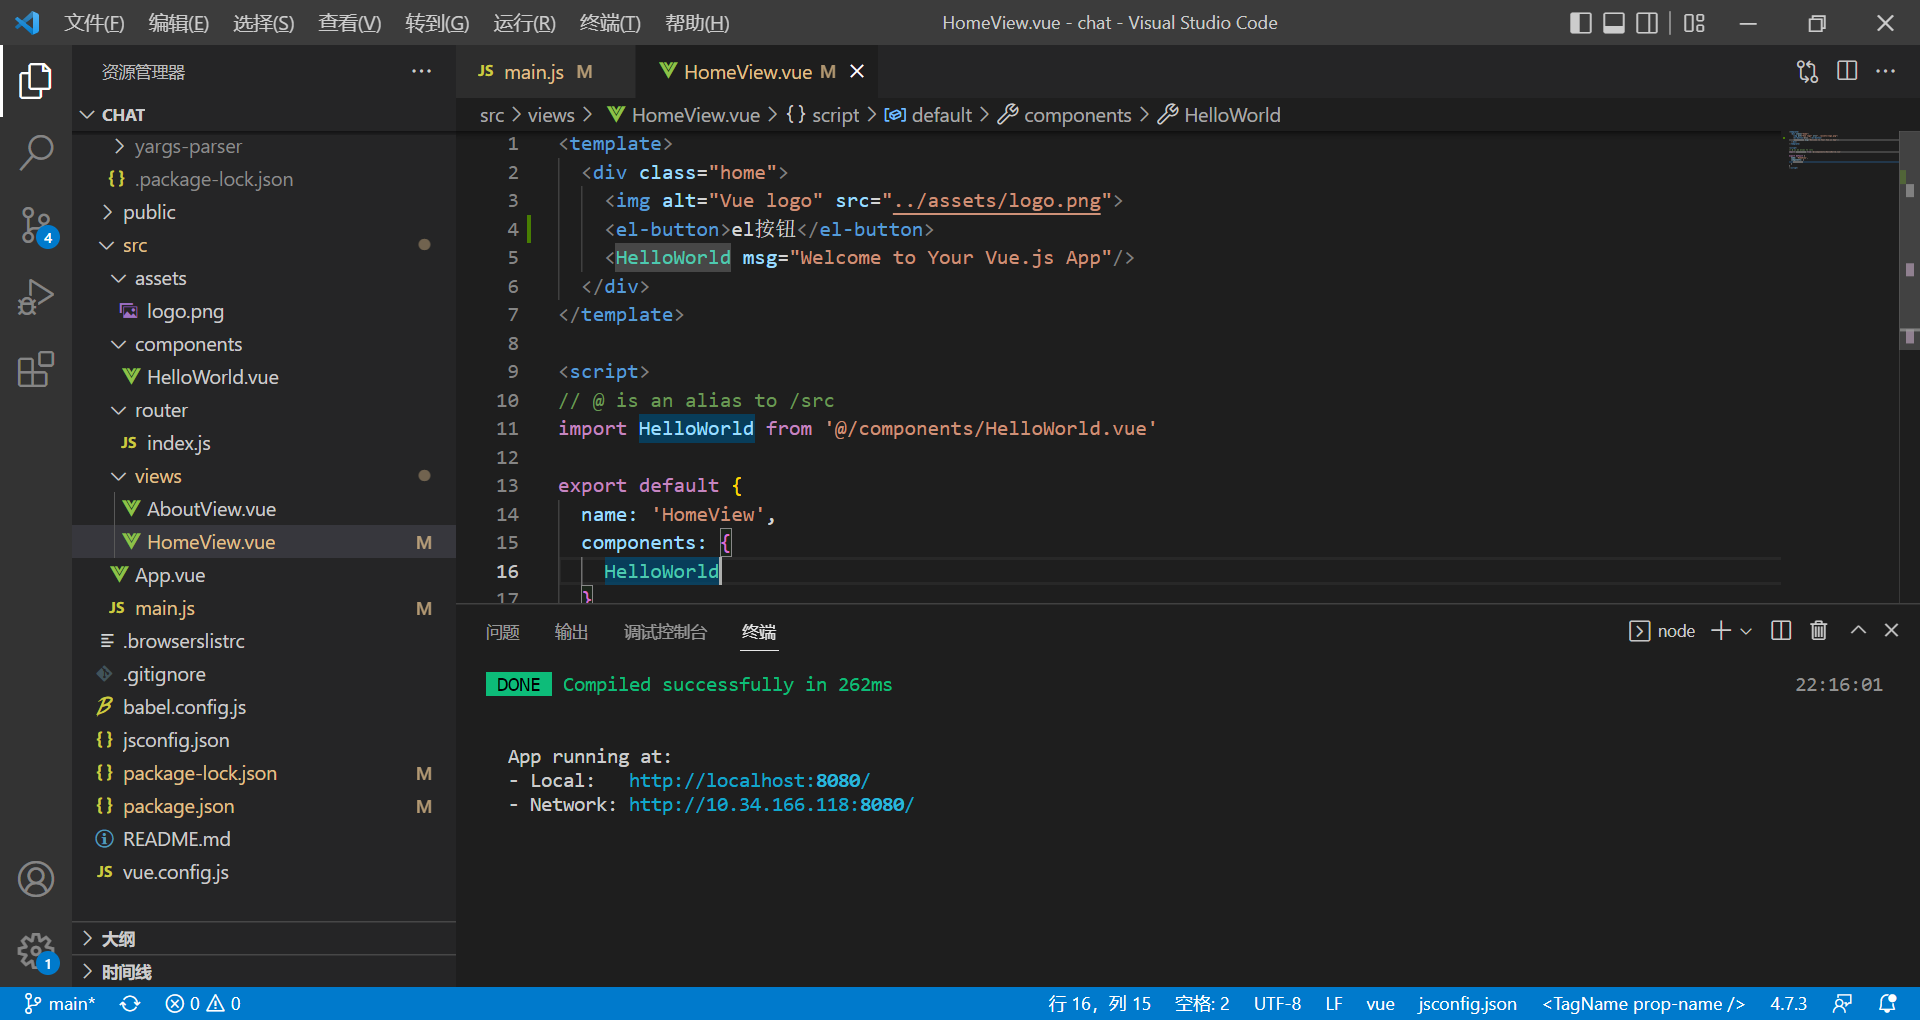 文件(F) 编辑(E) 选择(S) 查看(V) 转到(G) 运行(R) 终端(T) 帮助(H) HomeView.vue - chat - Visual Studio Code
资源管理器
CHAT
yargs-parser
{} .package-lock.json
public
src
assets
logo.png
components
HelloWorld.vue
router
JS index.js
views
AboutView.vue
HomeView.vue M
App.vue
JS main.js M
.browserslistrc
.gitignore
babel.config.js
{} jsconfig.json
{} package-lock.json M
{} package.json M
README.md
JS vue.config.js
大纲
时间线
4
1
JS main.js M
HomeView.vue M
src > views > HomeView.vue > {} script > default > components > HelloWorld
1 <template>
2 <div class="home">
3 <img alt="Vue logo" src="../assets/logo.png">
4 <el-button>el按钮</el-button>
5 <HelloWorld msg="Welcome to Your Vue.js App"/>
6 </div>
7 </template>
8
9 <script>
10 // @ is an alias to /src
11 import HelloWorld from '@/components/HelloWorld.vue'
12
13 export default {
14 name: 'HomeView',
15 components: {
16 HelloWorld
17 }
问题 输出 调试控制台 终端 node
DONE Compiled successfully in 262ms 22:16:01
App running at:
- Local: http://localhost:8080/
- Network: http://10.34.166.118:8080/
main* 0 0 行 16, 列 15 空格: 2 UTF-8 LF vue jsconfig.json <TagName prop-name /> 4.7.3